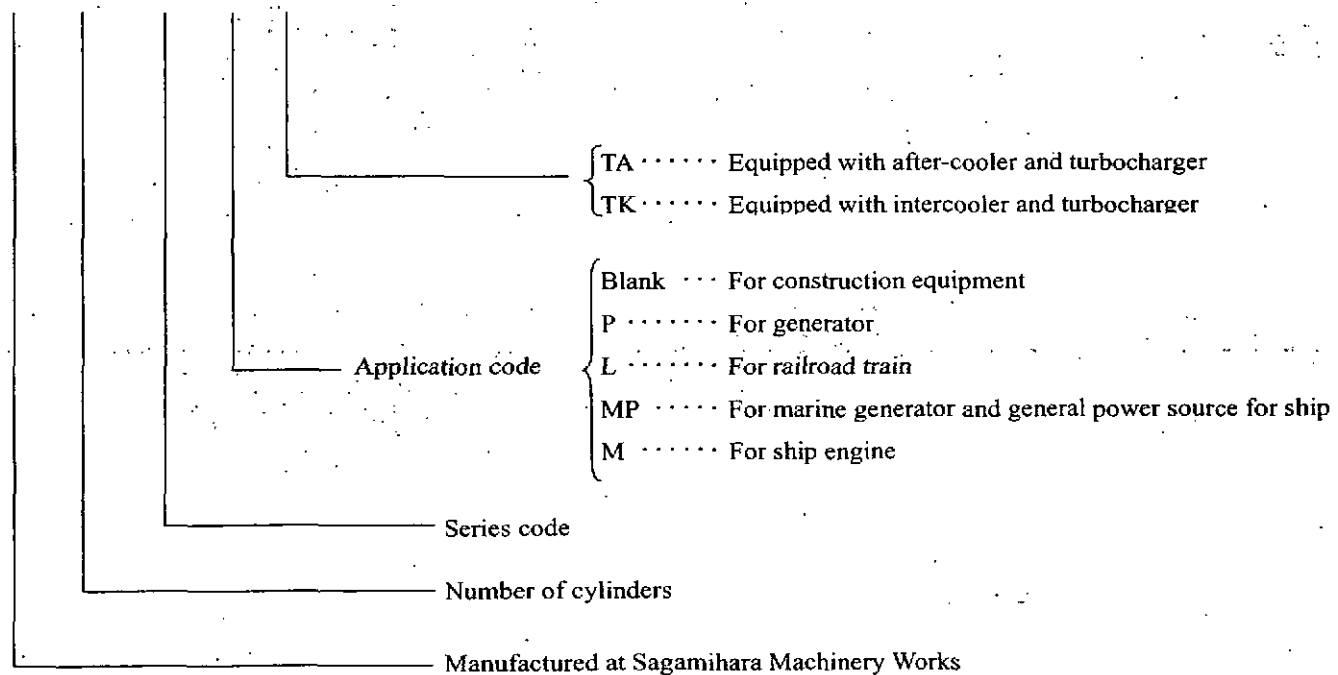 TA ······ Equipped with after-cooler and turbocharger
TK ······ Equipped with intercooler and turbocharger
Blank ··· For construction equipment
P ······· For generator
Application code L ······· For railroad train
MP ····· For marine generator and general power source for ship
M ······ For ship engine
Series code
Number of cylinders
Manufactured at Sagamihara Machinery Works